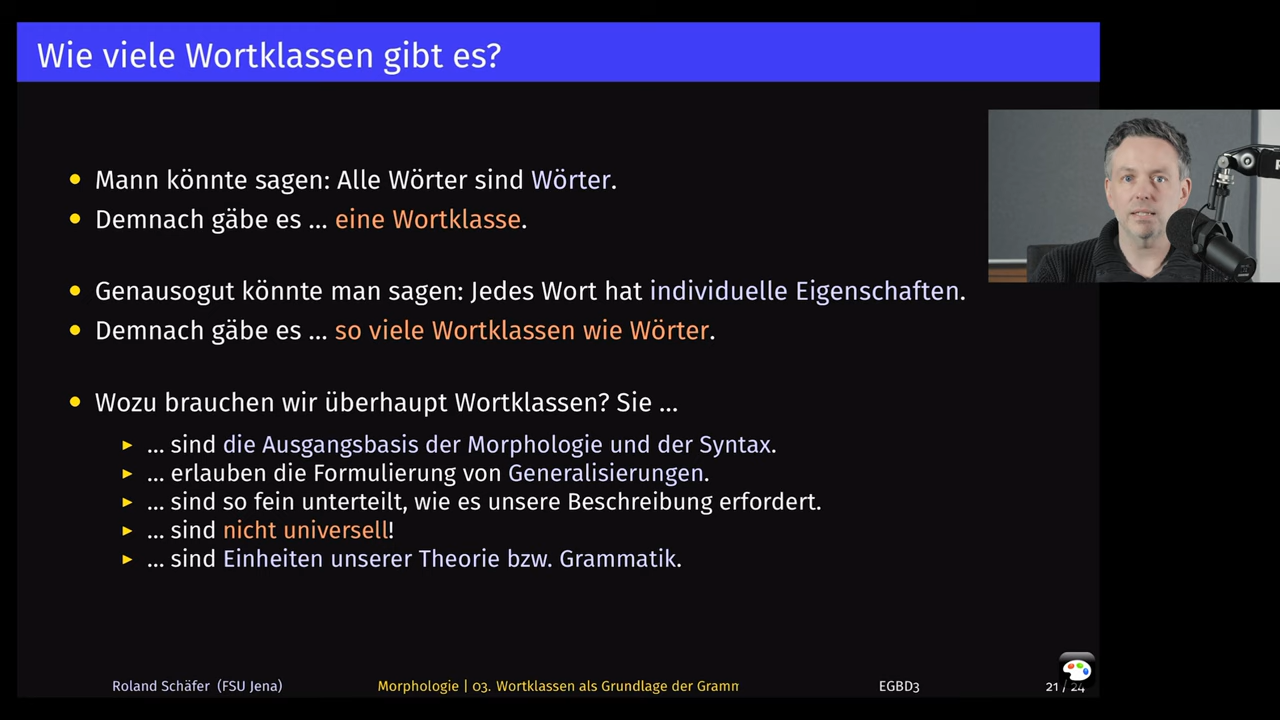 Wie viele Wortklassen gibt es?
Mann könnte sagen: Alle Wörter sind Wörter.
Demnach gäbe es ... eine Wortklasse.
Genausogut könnte man sagen: Jedes Wort hat individuelle Eigenschaften.
Demnach gäbe es ... so viele Wortklassen wie Wörter.
Wozu brauchen wir überhaupt Wortklassen? Sie ...
... sind die Ausgangsbasis der Morphologie und der Syntax.
... erlauben die Formulierung von Generalisierungen.
... sind so fein unterteilt, wie es unsere Beschreibung erfordert.
... sind nicht universell!
... sind Einheiten unserer Theorie bzw. Grammatik.
Roland Schäfer (FSU Jena) Morphologie | 03. Wortklassen als Grundlage der Gramm EGBD3 21 / 24